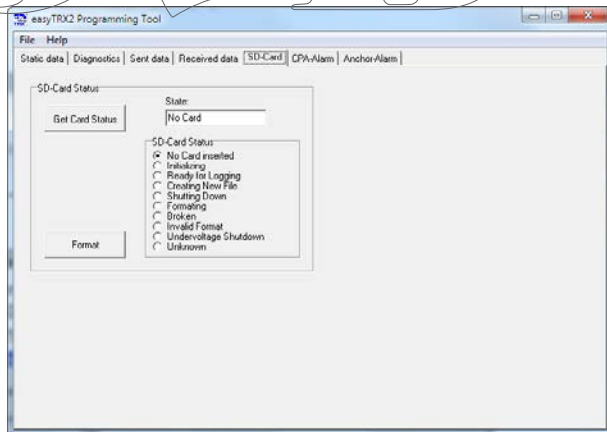 easyTRX2 Programming Tool
File Help
Static data Diagnostics Sent data Received data SD-Card CPA-Alarm Anchor-Alarm
SD-Card Status
State:
Get Card Status No Card
SD-Card Status
No Card inserted
Initializing
Ready for Logging
Creating New File
Shutting Down
Formating
Broken
Invalid Format
Undervoltage Shutdown
Format
Unknown